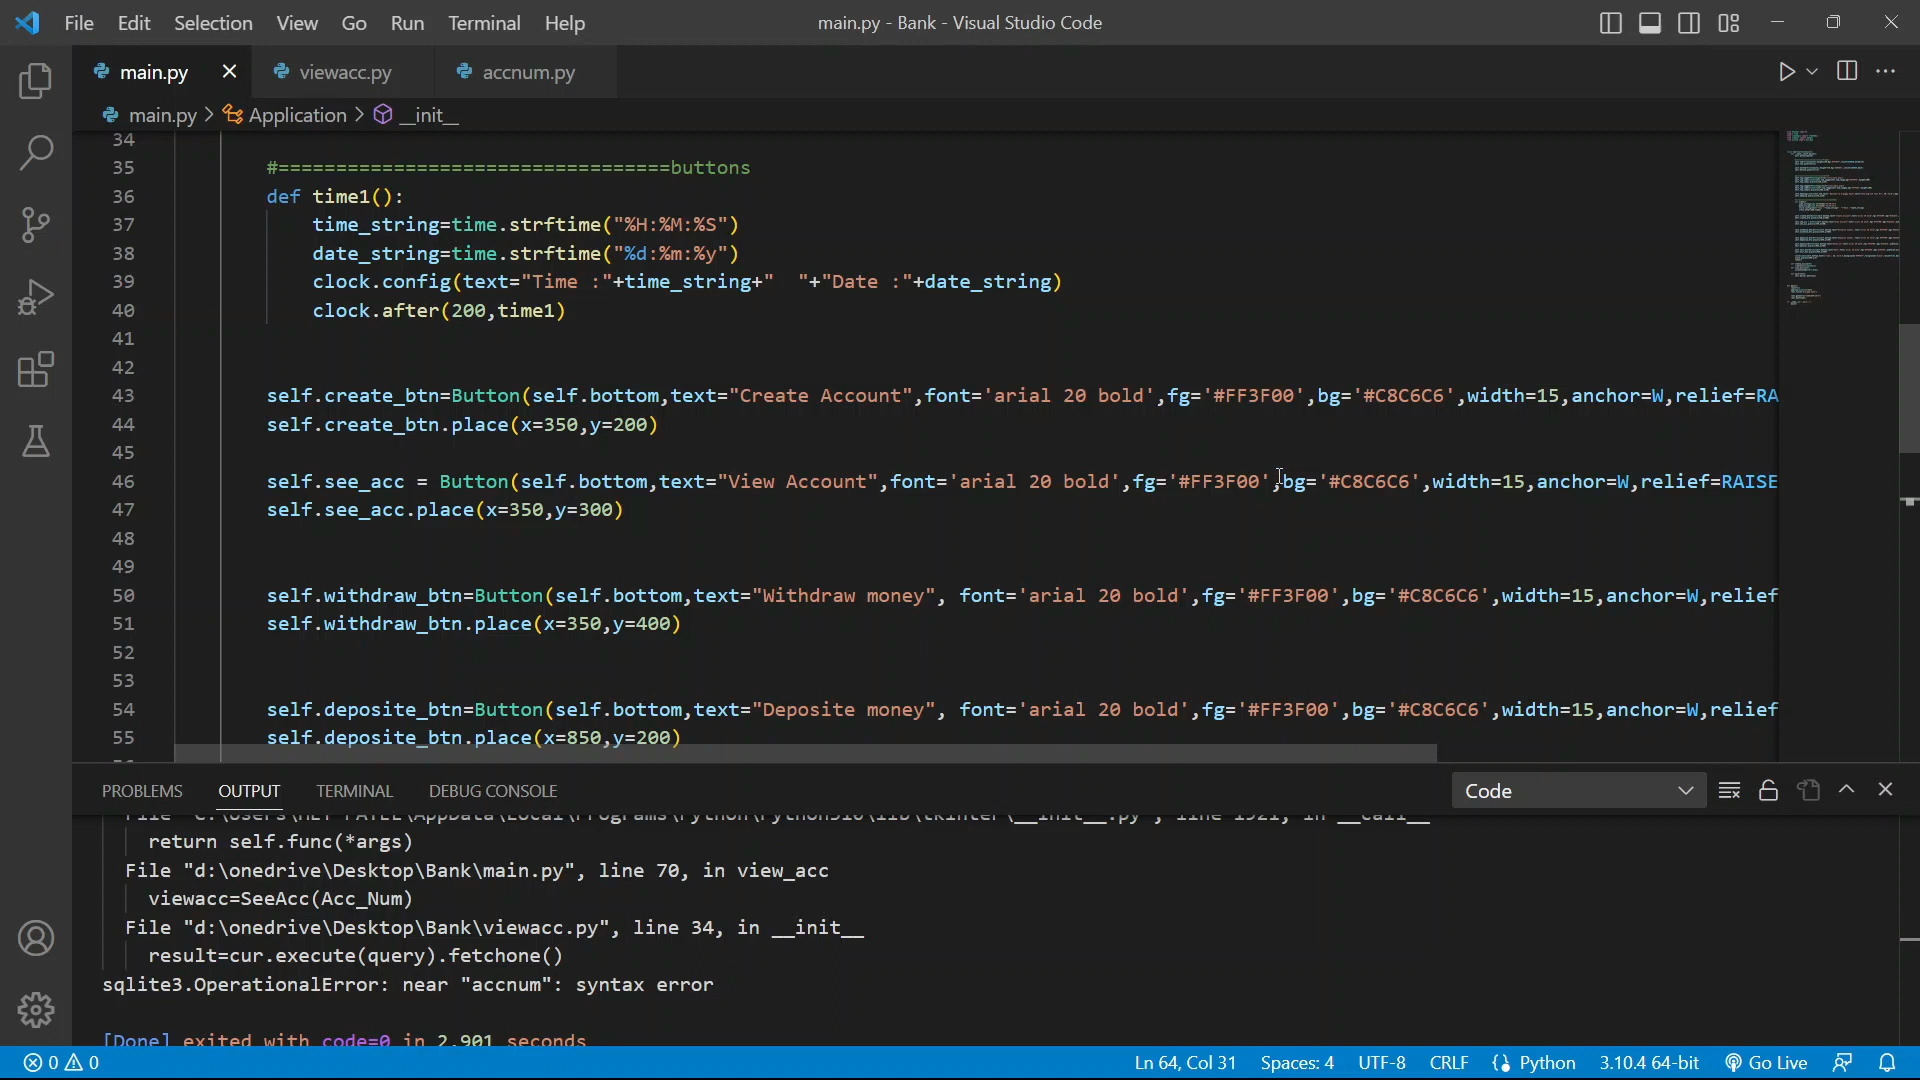 File Edit Selection View Go Run Terminal Help
main.py - Bank - Visual Studio Code
main.py viewacc.py accnum.py
main.py > Application > __init__
34
35 #==================================buttons
36 def time1():
37 time_string=time.strftime("%H:%M:%S")
38 date_string=time.strftime("%d:%m:%y")
39 clock.config(text="Time :"+time_string+"  "+"Date :"+date_string)
40 clock.after(200,time1)
41
42
43 self.create_btn=Button(self.bottom,text="Create Account",font='arial 20 bold',fg='#FF3F00',bg='#C8C6C6',width=15,anchor=W,relief=RA
44 self.create_btn.place(x=350,y=200)
45
46 self.see_acc = Button(self.bottom,text="View Account",font='arial 20 bold',fg='#FF3F00',bg='#C8C6C6',width=15,anchor=W,relief=RAISE
47 self.see_acc.place(x=350,y=300)
48
49
50 self.withdraw_btn=Button(self.bottom,text="Withdraw money", font='arial 20 bold',fg='#FF3F00',bg='#C8C6C6',width=15,anchor=W,relief
51 self.withdraw_btn.place(x=350,y=400)
52
53
54 self.deposite_btn=Button(self.bottom,text="Deposite money", font='arial 20 bold',fg='#FF3F00',bg='#C8C6C6',width=15,anchor=W,relief
55 self.deposite_btn.place(x=850,y=200)
PROBLEMS OUTPUT TERMINAL DEBUG CONSOLE Code
return self.func(*args)
File "d:\onedrive\Desktop\Bank\main.py", line 70, in view_acc
viewacc=SeeAcc(Acc_Num)
File "d:\onedrive\Desktop\Bank\viewacc.py", line 34, in __init__
result=cur.execute(query).fetchone()
sqlite3.OperationalError: near "accnum": syntax error
[Done] exited with code=0 in 2.901 seconds
0 0 Ln 64, Col 31 Spaces: 4 UTF-8 CRLF Python 3.10.4 64-bit Go Live